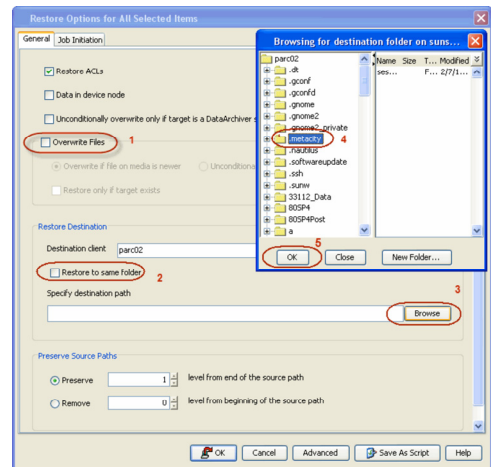 Restore Options for All Selected Items
General
Job Initiation
Restore ACLs
Data in device node
Unconditionally overwrite only if target is a DataArchiver s
Overwrite Files
1
Overwrite if file on media is newer
Unconditiona
Restore only if target exists
Restore Destination
Destination client
parc02
Restore to same folder
2
Specify destination path
3
Browse
Preserve Source Paths
Preserve
1
level from end of the source path
Remove
0
level from beginning of the source path
OK
Cancel
Advanced
Save As Script
Help
Browsing for destination folder on suns...
parc02
.dt
.gconf
.gconfd
.gnome
.gnome2
.gnome2_private
.metacity
4
.nautilus
.softwareupdate
.ssh
.sunw
33112_Data
805P4
805P4Post
a
Name
Size
T...
Modified
ses...
F...
2/7/1...
5
OK
Close
New Folder...